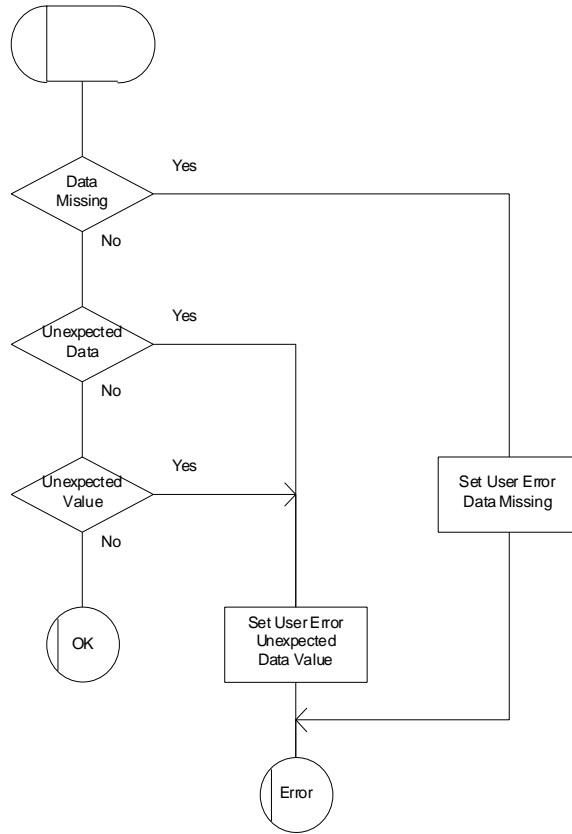 Yes
Data
Missing
No
Yes
Unexpected
Data
No
Yes
Unexpected
Value
Set User Error
Data Missing
No
Set User Error
Unexpected
Data Value
OK
Error